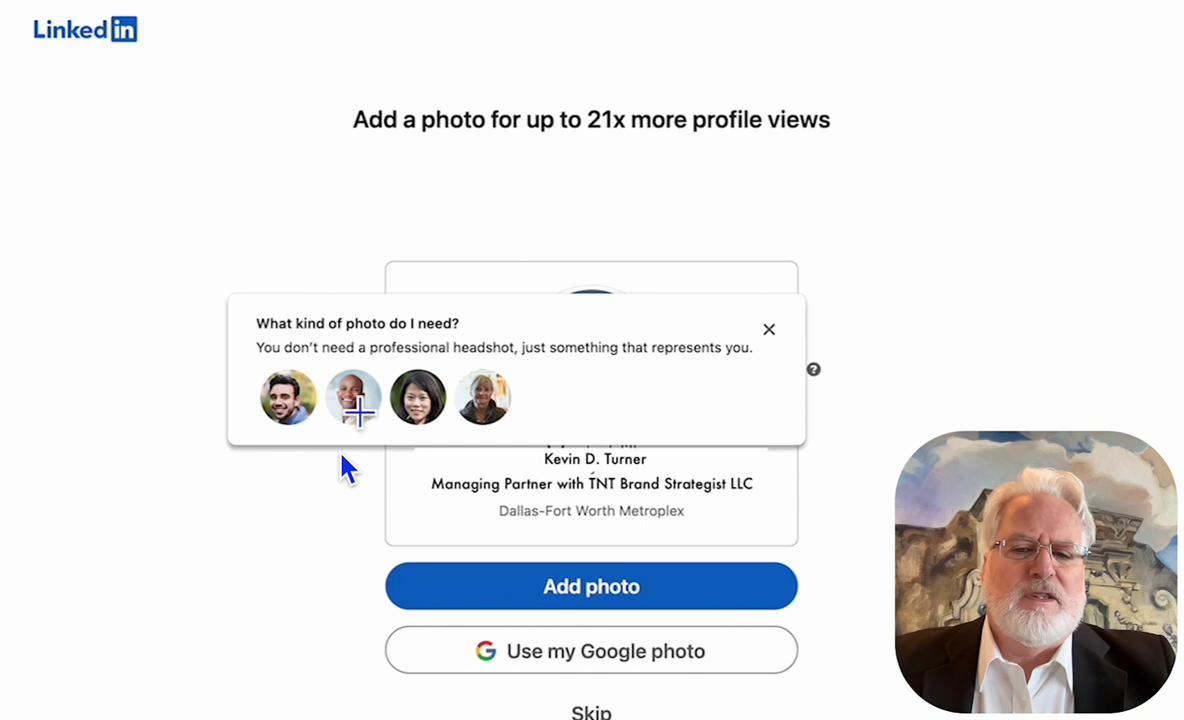 Linked in
Add a photo for up to 21x more profile views
What kind of photo do I need?
You don’t need a professional headshot, just something that represents you.
?
Kevin D. Turner
Managing Partner with TNT Brand Strategist LLC
Dallas-Fort Worth Metroplex
Add photo
Use my Google photo
Skip